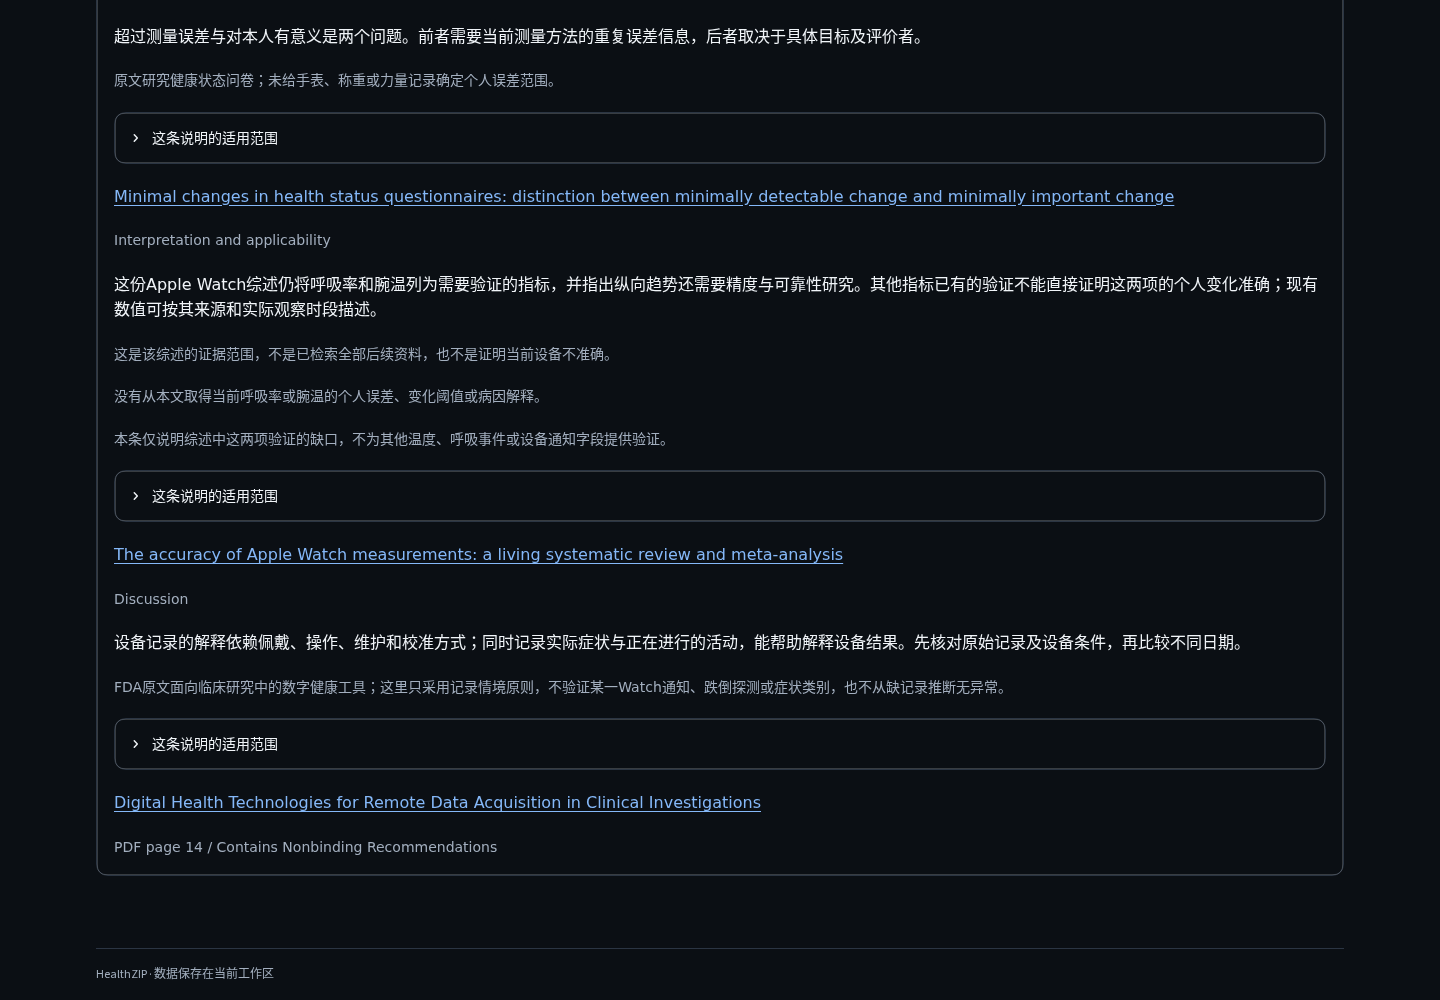 超过测量误差与对本人有意义是两个问题。前者需要当前测量方法的重复误差信息，后者取决于具体目标及评价者。
原文研究健康状态问卷；未给手表、称重或力量记录确定个人误差范围。
› 这条说明的适用范围
Minimal changes in health status questionnaires: distinction between minimally detectable change and minimally important change
Interpretation and applicability
这份Apple Watch综述仍将呼吸率和腕温列为需要验证的指标，并指出纵向趋势还需要精度与可靠性研究。其他指标已有的验证不能直接证明这两项的个人变化准确；现有
数值可按其来源和实际观察时段描述。
这是该综述的证据范围，不是已检索全部后续资料，也不是证明当前设备不准确。
没有从本文取得当前呼吸率或腕温的个人误差、变化阈值或病因解释。
本条仅说明综述中这两项验证的缺口，不为其他温度、呼吸事件或设备通知字段提供验证。
› 这条说明的适用范围
The accuracy of Apple Watch measurements: a living systematic review and meta-analysis
Discussion
设备记录的解释依赖佩戴、操作、维护和校准方式；同时记录实际症状与正在进行的活动，能帮助解释设备结果。先核对原始记录及设备条件，再比较不同日期。
FDA原文面向临床研究中的数字健康工具；这里只采用记录情境原则，不验证某一Watch通知、跌倒探测或症状类别，也不从缺记录推断无异常。
› 这条说明的适用范围
Digital Health Technologies for Remote Data Acquisition in Clinical Investigations
PDF page 14 / Contains Nonbinding Recommendations
HealthZIP · 数据保存在当前工作区